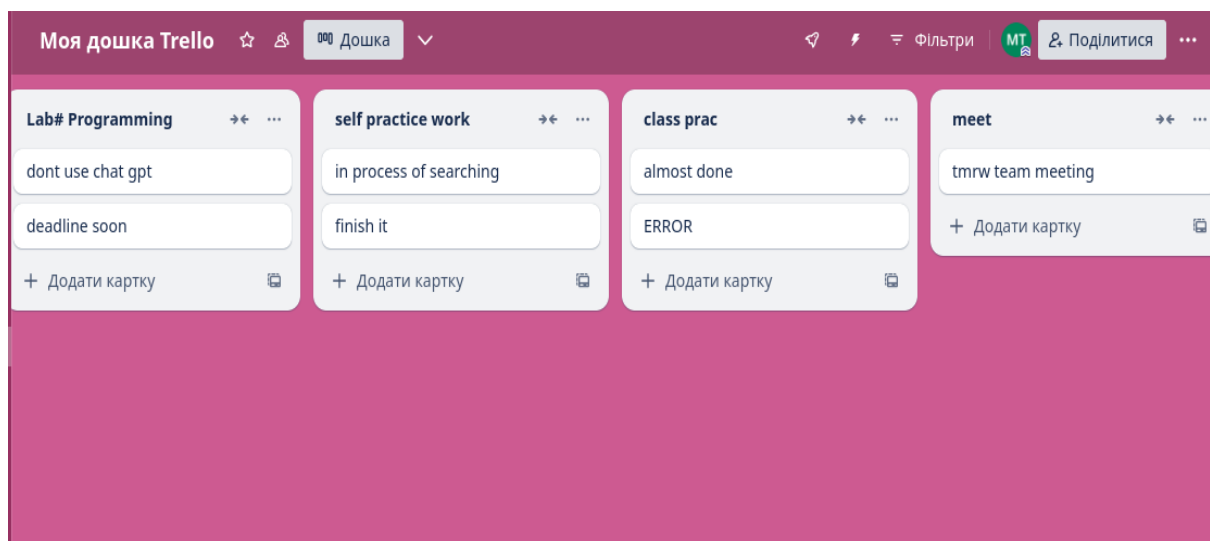 Моя дошка Trello
Дошка
Фільтри
MT
Поділитися
Lab# Programming
dont use chat gpt
deadline soon
+ Додати картку
self practice work
in process of searching
finish it
+ Додати картку
class prac
almost done
ERROR
+ Додати картку
meet
tmrw team meeting
+ Додати картку